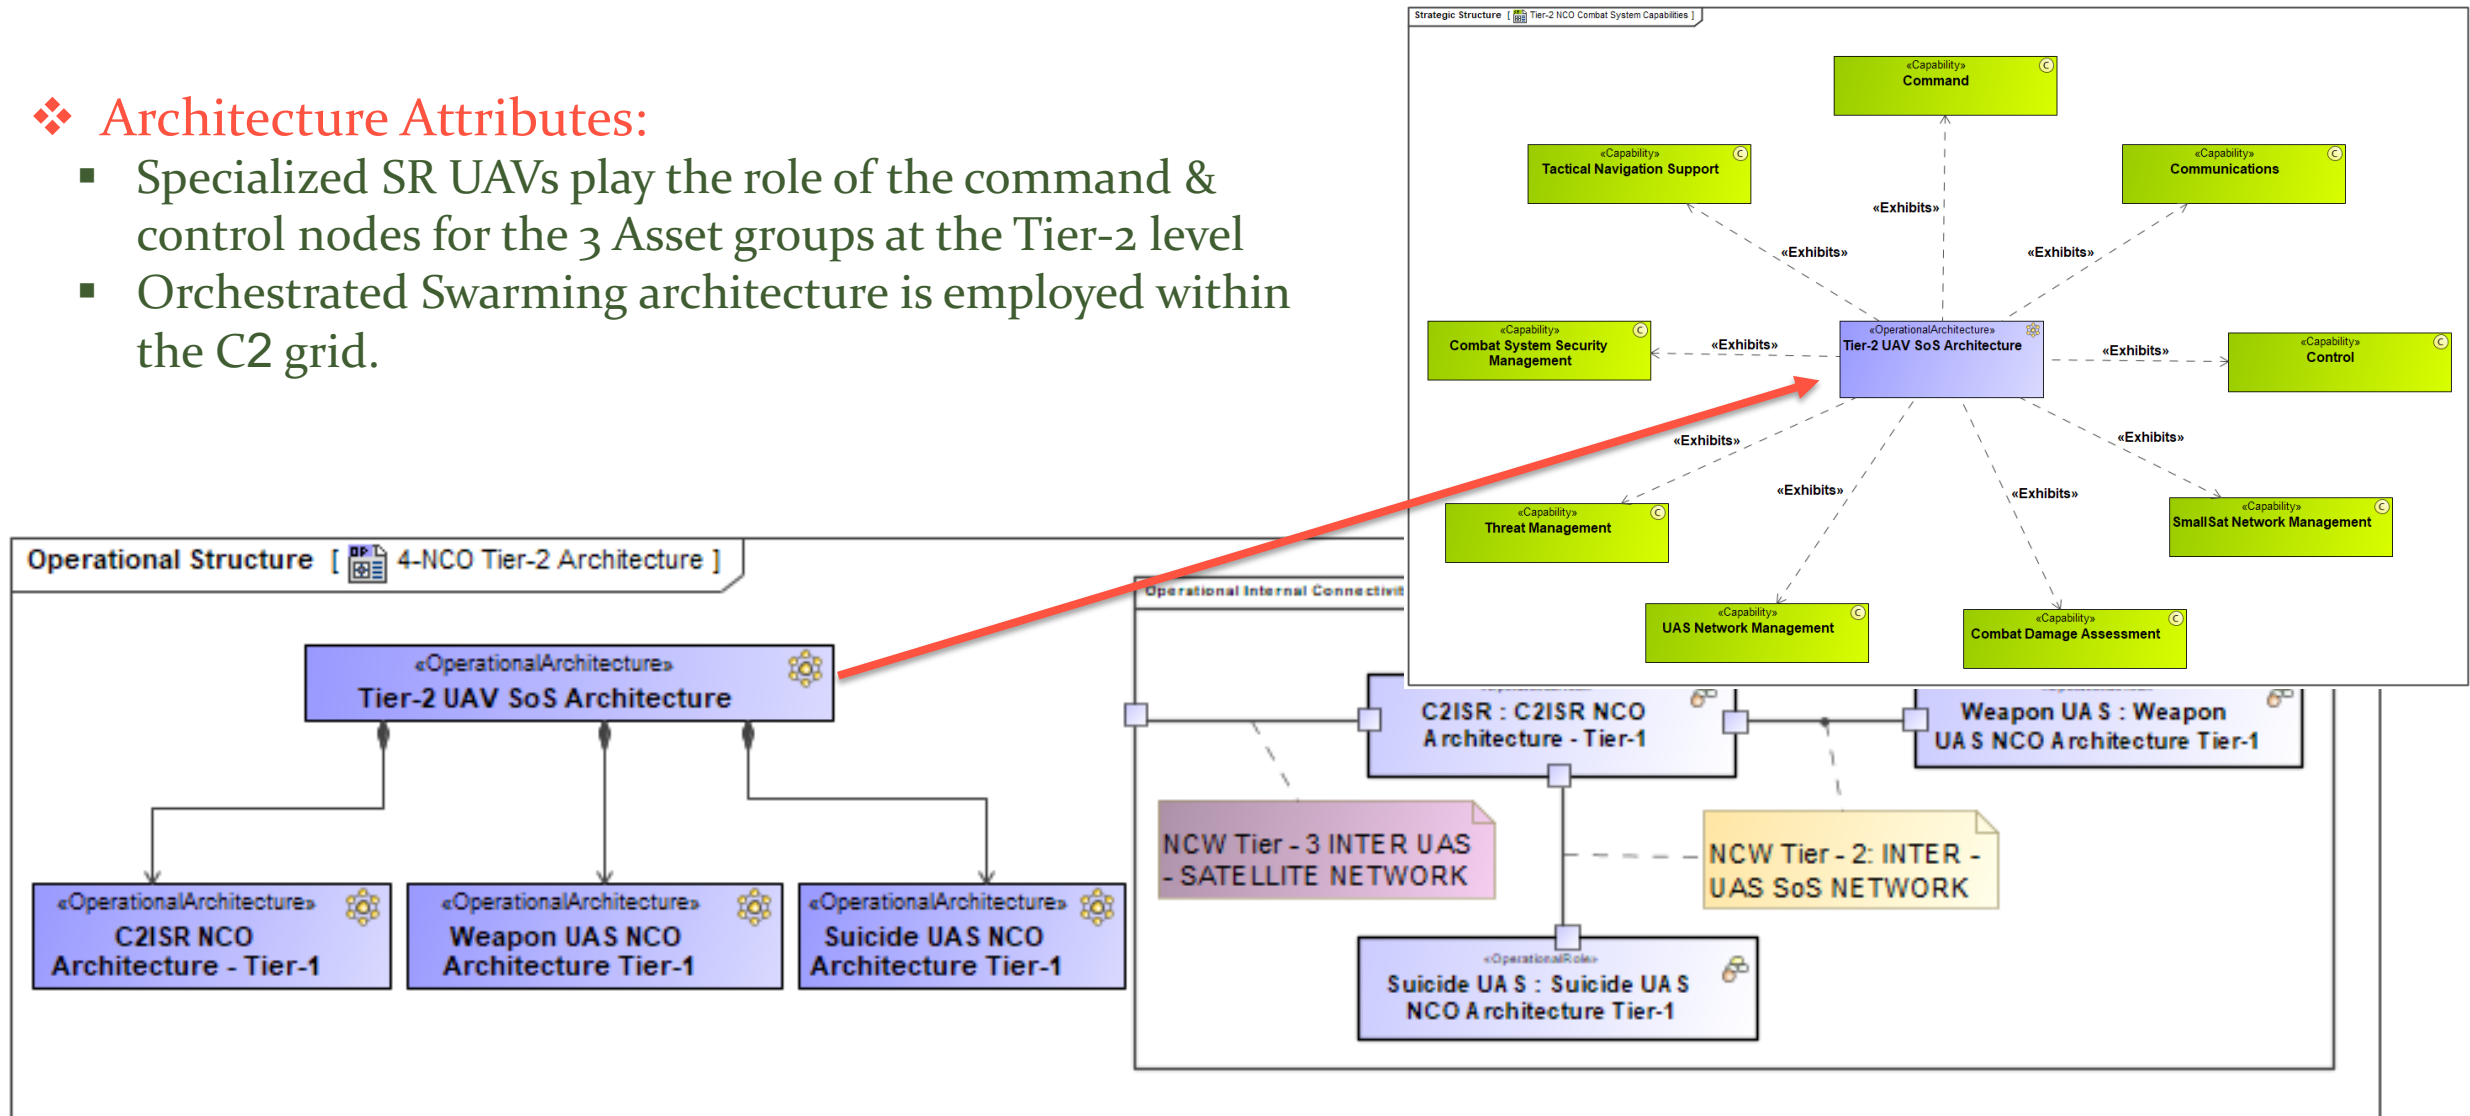 Architecture Attributes:
Specialized SR UAVs play the role of the command &
control nodes for the 3 Asset groups at the Tier-2 level
Orchestrated Swarming architecture is employed within
the C2 grid.
Strategic Structure [ Tier-2 NCO Combat System Capabilities ]
«Capability»
Command
«Capability»
Tactical Navigation Support
«Capability»
Communications
«Exhibits»
«Exhibits»
«Exhibits»
«Capability»
Combat System Security
Management
«Exhibits»
«OperationalArchitecture»
Tier-2 UAV SoS Architecture
«Exhibits»
«Capability»
Control
«Exhibits»
«Exhibits»
«Exhibits»
«Exhibits»
«Capability»
Threat Management
«Capability»
SmallSat Network Management
«Capability»
UAS Network Management
«Capability»
Combat Damage Assessment
Operational Structure [ 4-NCO Tier-2 Architecture ]
«OperationalArchitecture»
Tier-2 UAV SoS Architecture
«OperationalArchitecture»
C2ISR NCO
Architecture - Tier-1
«OperationalArchitecture»
Weapon UAS NCO
Architecture Tier-1
«OperationalArchitecture»
Suicide UAS NCO
Architecture Tier-1
Operational Internal
C2ISR : C2ISR NCO
Architecture - Tier-1
Weapon UAS : Weapon
UAS NCO Architecture Tier-1
NCW Tier - 3 INTER UAS
- SATELLITE NETWORK
NCW Tier - 2: INTER -
UAS SoS NETWORK
«OperationalRole»
Suicide UAS : Suicide UAS
NCO Architecture Tier-1